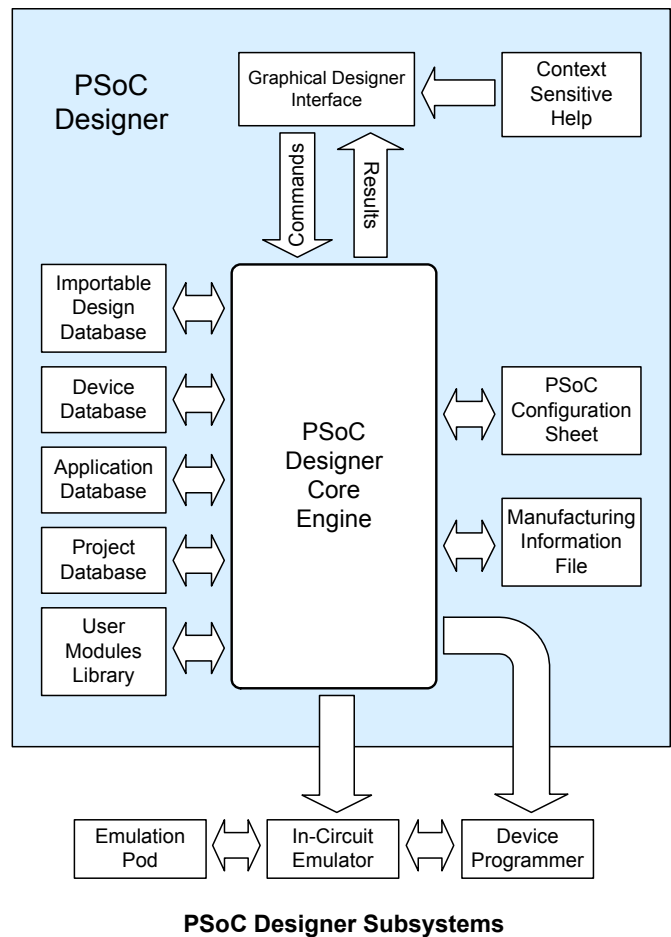 PSoC
Designer
Graphical Designer
Interface
Context
Sensitive
Help
Commands
Results
Importable
Design
Database
Device
Database
Application
Database
Project
Database
User
Modules
Library
PSoC
Designer
Core
Engine
PSoC
Configuration
Sheet
Manufacturing
Information
File
Emulation
Pod
In-Circuit
Emulator
Device
Programmer
PSoC Designer Subsystems